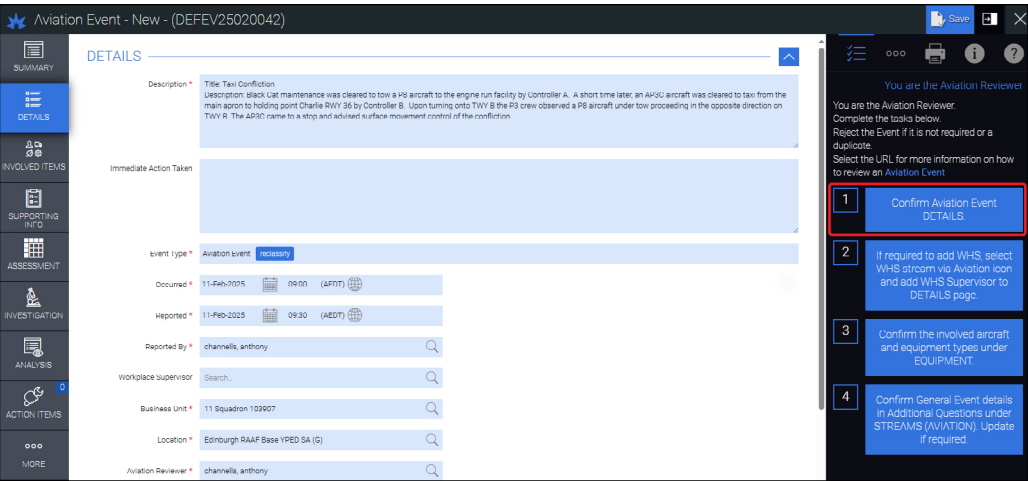 Aviation Event - New - (DEFEV25020042)
Save
SUMMARY
DETAILS
INVOLVED ITEMS
SUPPORTING
INFO
ASSESSMENT
INVESTIGATION
ANALYSIS
0
ACTION ITEMS
MORE
DETAILS
Description *
Title: Taxi Confliction
Description: Black Cat maintenance was cleared to tow a P8 aircraft to the engine run facility by Controller A. A short time later, an AP3C aircraft was cleared to taxi from the
main apron to holding point Charlie RWY 36 by Controller B. Upon turning onto TWY B the P3 crew observed a P8 aircraft under tow proceeding in the opposite direction on
TWY B. The AP3C came to a stop and advised surface movement control of the confliction
Immediate Action Taken
Event Type * Aviation Event reclassify
Occurred * 11-Feb-2025 09:00 (AEDT)
Reported * 11-Feb-2025 09:30 (AEDT)
Reported By * channells, anthony
Workplace Supervisor Search...
Business Unit * 11 Squadron 103907
Location * Edinburgh RAAF Base YPED SA (G)
Aviation Reviewer * channells, anthony
You are the Aviation Reviewer
You are the Aviation Reviewer.
Complete the tasks below.
Reject the Event if it is not required or a
duplicate.
Select the URL for more information on how
to review an Aviation Event
1
Confirm Aviation Event
DETAILS.
2
If required to add WHS, select
WHS stream via Aviation icon
and add WHS Supervisor to
DETAILS page.
3
Confirm the involved aircraft
and equipment types under
EQUIPMENT.
4
Confirm General Event details
in Additional Questions under
STREAMS (AVIATION). Update
if required.